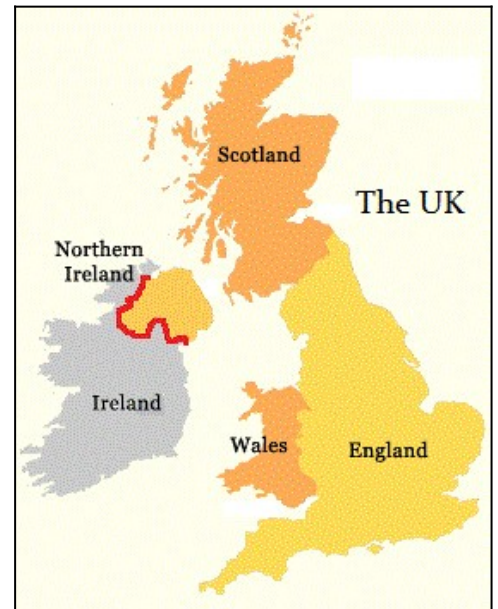 Scotland
The UK
Northern
Ireland
Ireland
Wales
England